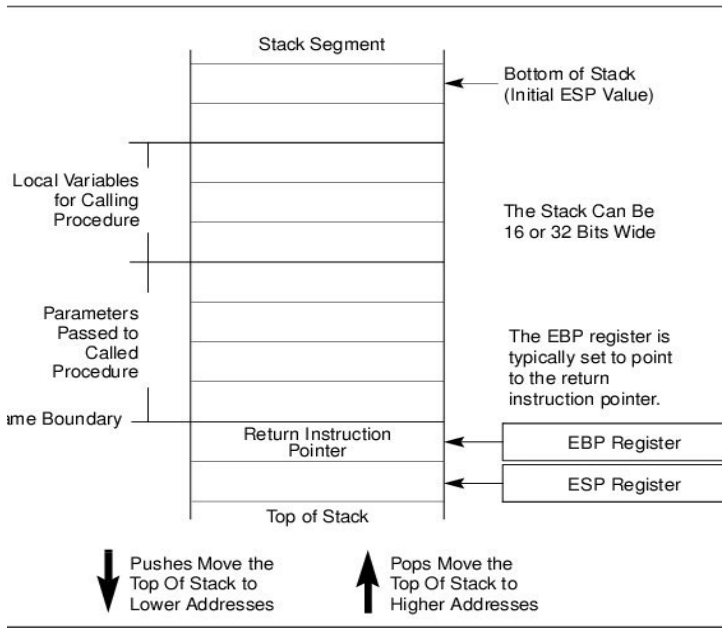 Stack Segment
Bottom of Stack
(Initial ESP Value)
Local Variables
for Calling
Procedure
The Stack Can Be
16 or 32 Bits Wide
Parameters
Passed to
Called
Procedure
The EBP register is
typically set to point
to the return
instruction pointer.
ame Boundary
Return Instruction
Pointer
EBP Register
ESP Register
Top of Stack
Pushes Move the
Top Of Stack to
Lower Addresses
Pops Move the
Top Of Stack to
Higher Addresses